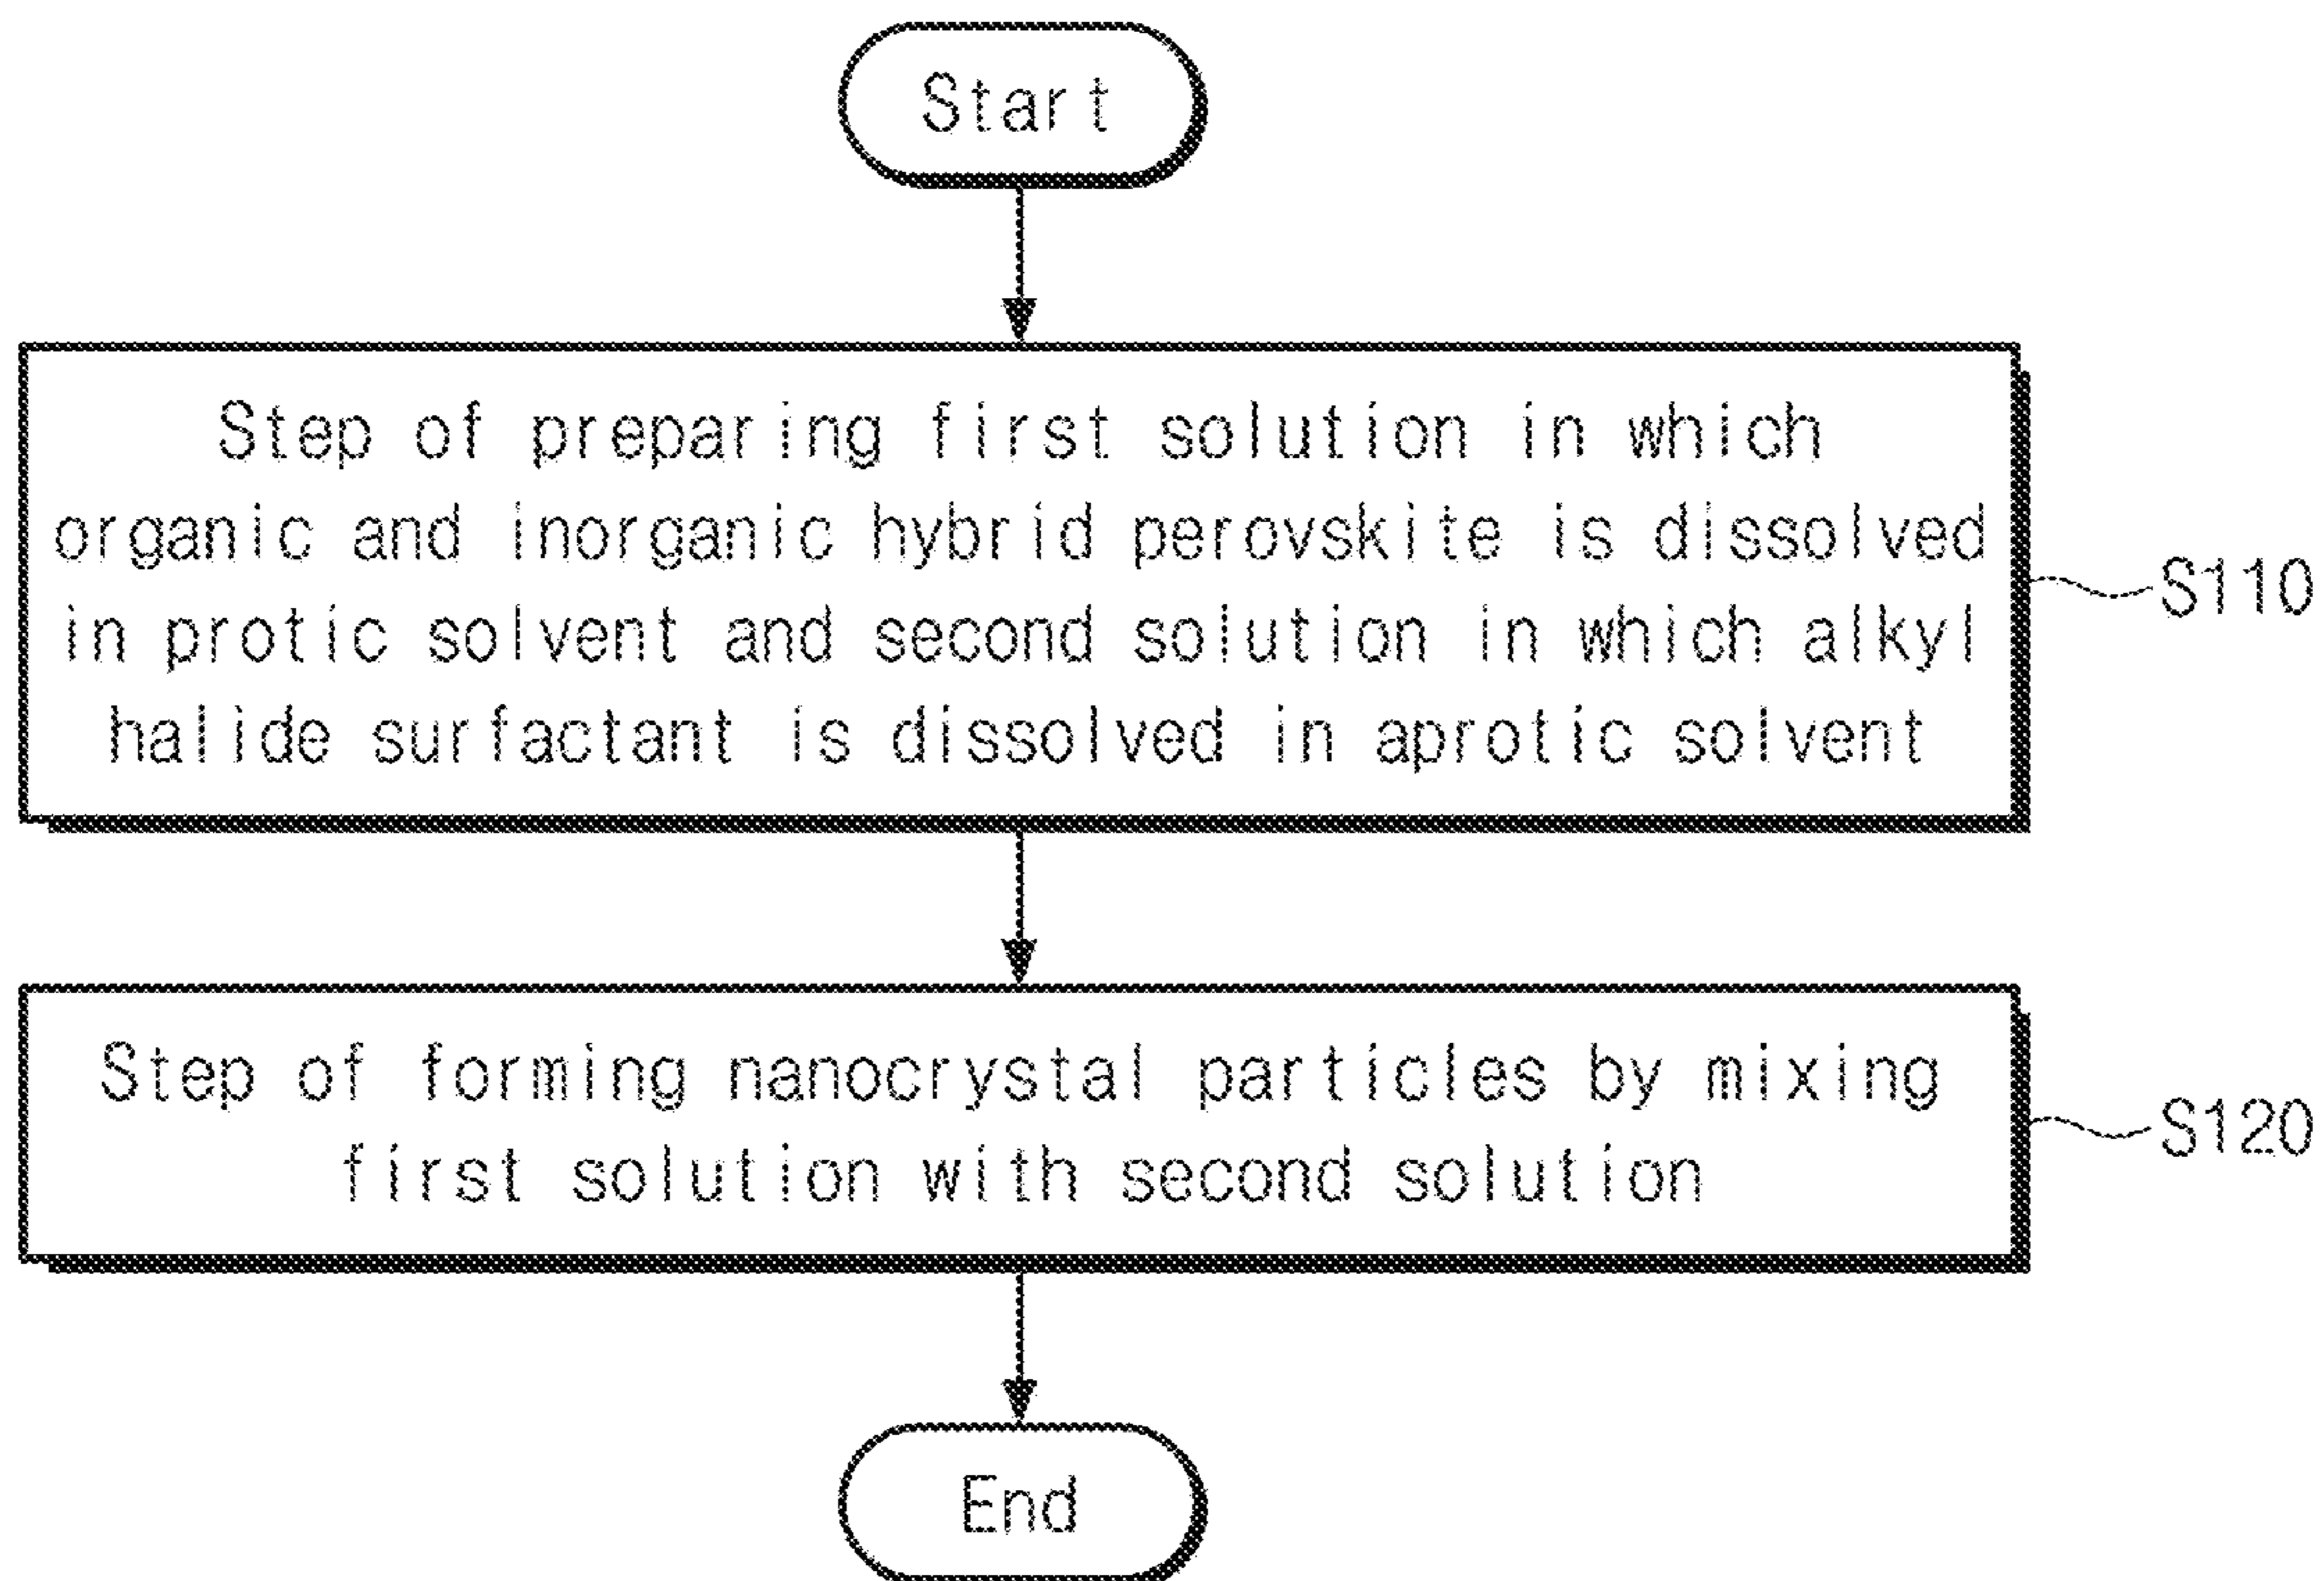 Start
Step of preparing first solution in which
organic and inorganic hybrid perovskite is dissolved
in protic solvent and second solution in which alkyl
halide surfactant is dissolved in aprotic solvent
S110
Step of forming nanocrystal particles by mixing
first solution with second solution
S120
End